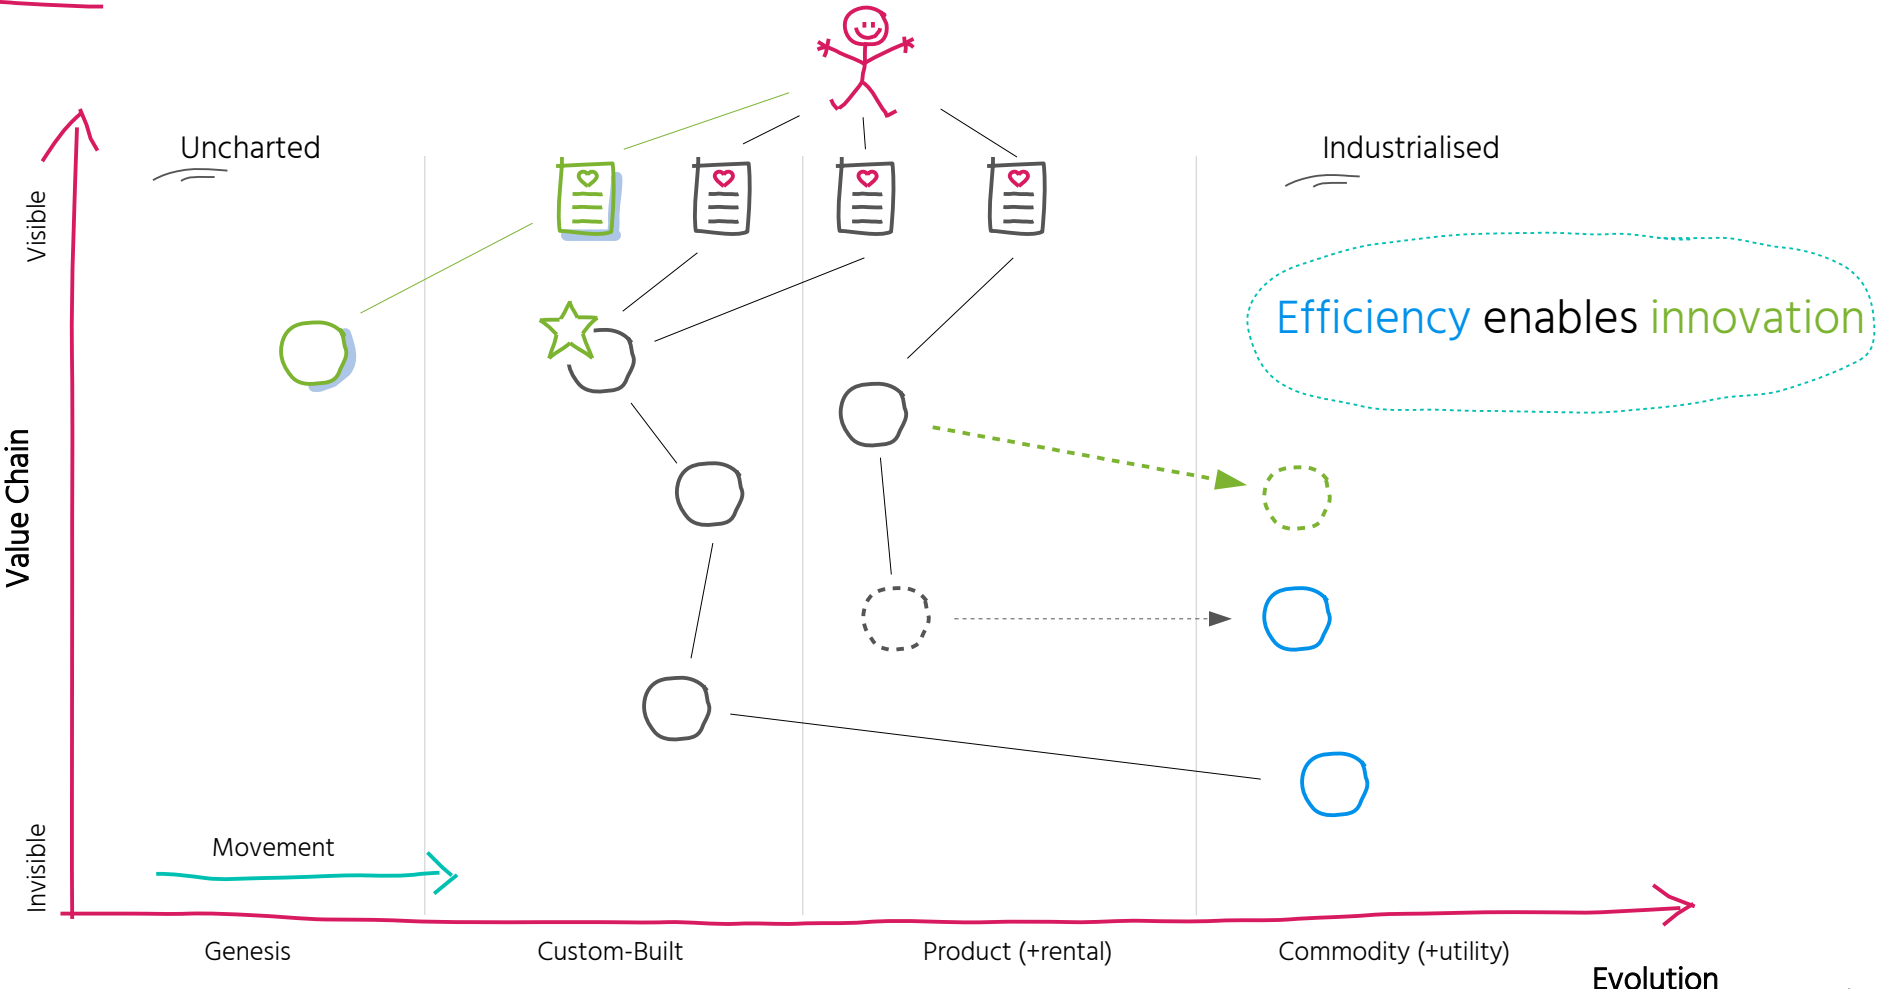 Uncharted
Industrialised
Visible
Efficiency enables innovation
Value Chain
Movement
Invisible
Genesis
Custom-Built
Product (+rental)
Commodity (+utility)
Evolution